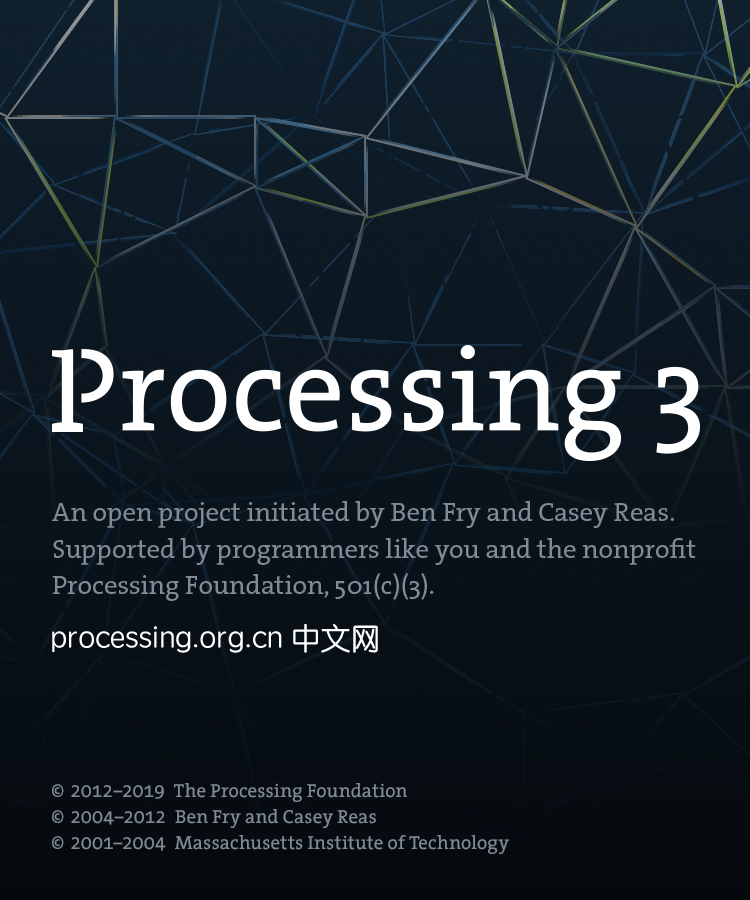 Processing 3
An open project initiated by Ben Fry and Casey Reas.
Supported by programmers like you and the nonprofit
Processing Foundation, 501(c)(3).
processing.org.cn 中文网
© 2012–2019 The Processing Foundation
© 2004–2012 Ben Fry and Casey Reas
© 2001–2004 Massachusetts Institute of Technology